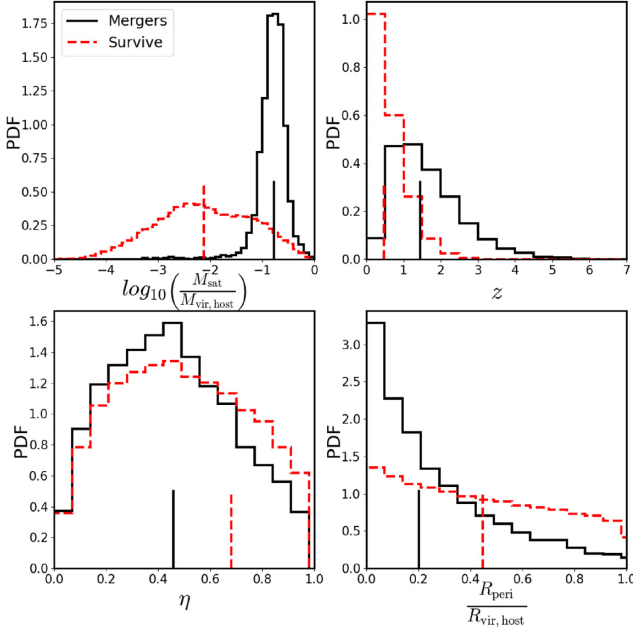 Mergers
Survive
PDF
1.75
1.50
1.25
1.00
0.75
0.50
0.25
0.00
−5 −4 −3 −2 −1 0
log10(Msat/Mvir, host)
PDF
1.0
0.8
0.6
0.4
0.2
0.0
0 1 2 3 4 5 6 7
z
PDF
1.6
1.4
1.2
1.0
0.8
0.6
0.4
0.2
0.0
0.0 0.2 0.4 0.6 0.8 1.0
η
PDF
3.0
2.5
2.0
1.5
1.0
0.5
0.0
0.0 0.2 0.4 0.6 0.8 1.0
Rperi
Rvir, host